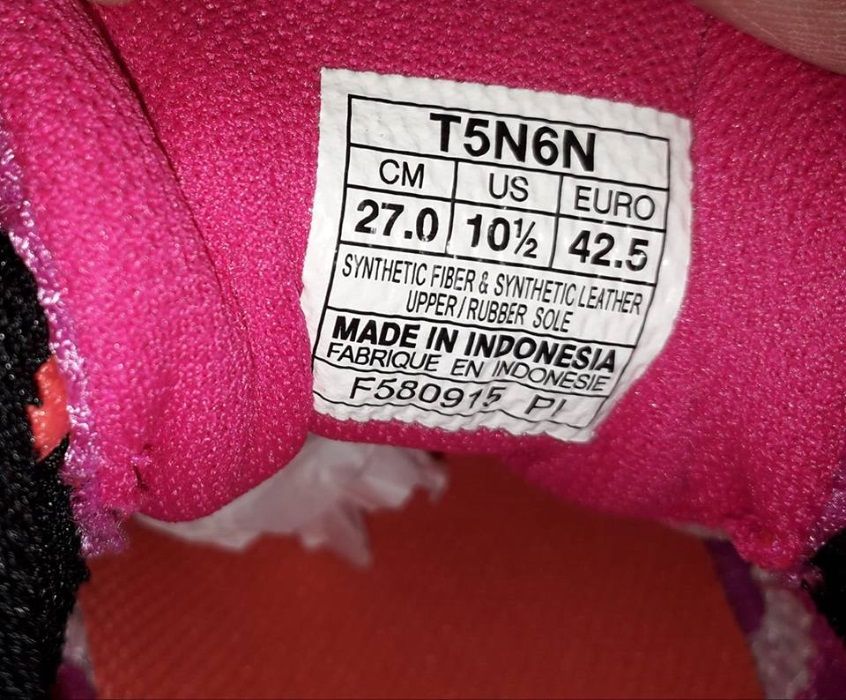 T5N6N
CM US EURO
27.0 10½ 42.5
SYNTHETIC FIBER & SYNTHETIC LEATHER
UPPER / RUBBER SOLE
MADE IN INDONESIA
FABRIQUE EN INDONESIE
F580915 PI